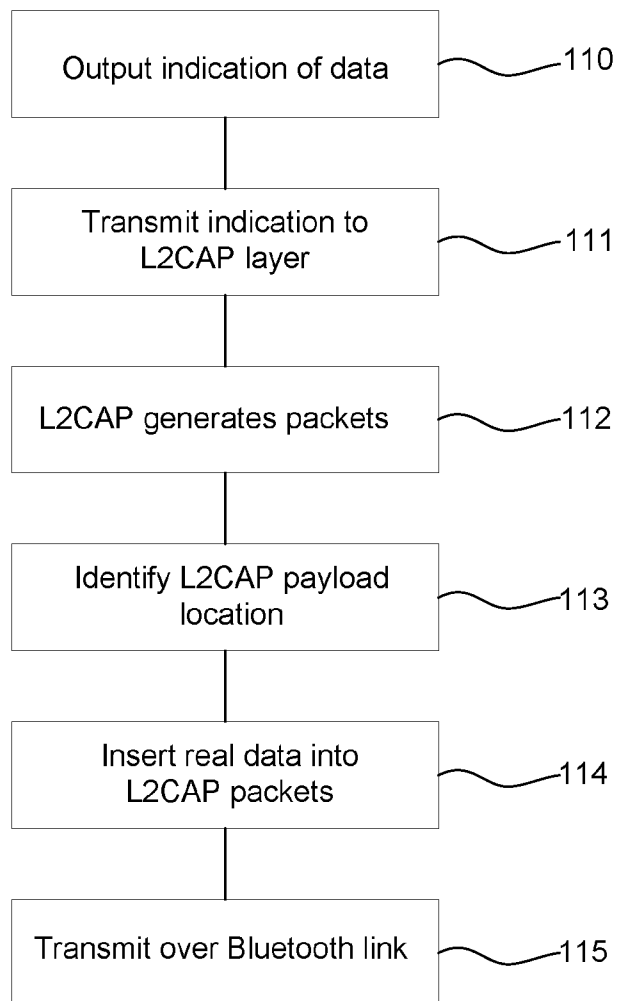 Output indication of data
110
Transmit indication to
L2CAP layer
111
L2CAP generates packets
112
Identify L2CAP payload
location
113
Insert real data into
L2CAP packets
114
Transmit over Bluetooth link
115